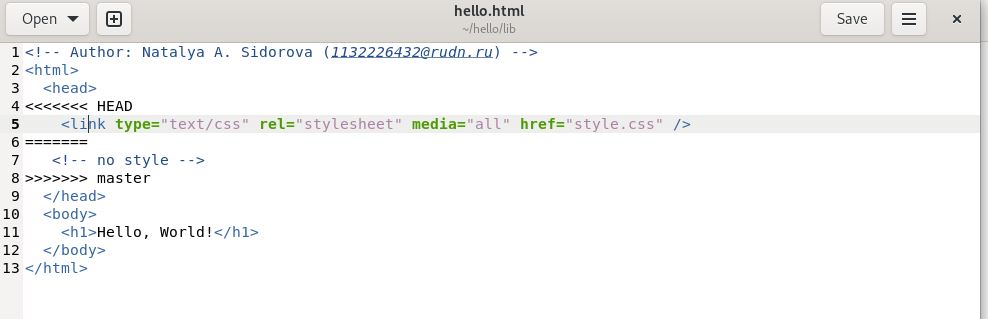 Open
hello.html
~/hello/lib
Save
1 <!-- Author: Natalya A. Sidorova (1132226432@rudn.ru) -->
2 <html>
3   <head>
4 <<<<<<< HEAD
5     <link type="text/css" rel="stylesheet" media="all" href="style.css" />
6 =======
7    <!-- no style -->
8 >>>>>>> master
9   </head>
10   <body>
11     <h1>Hello, World!</h1>
12   </body>
13 </html>